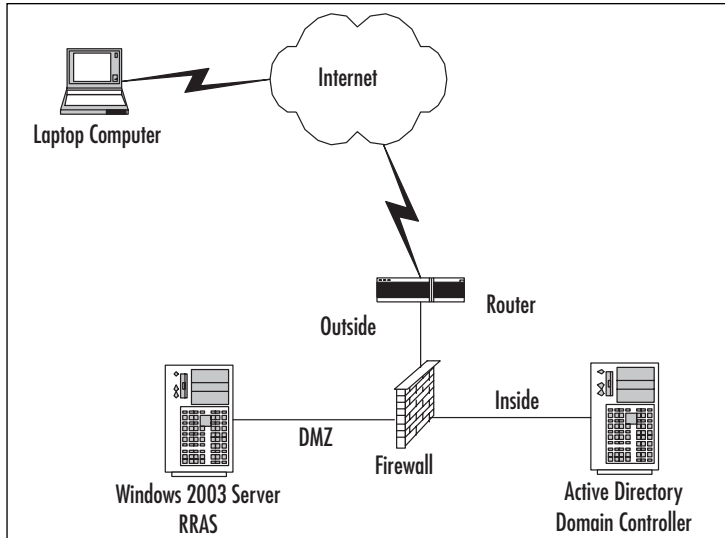 Internet
Laptop Computer
Router
Outside
Inside
DMZ
Firewall
Windows 2003 Server
RRAS
Active Directory
Domain Controller